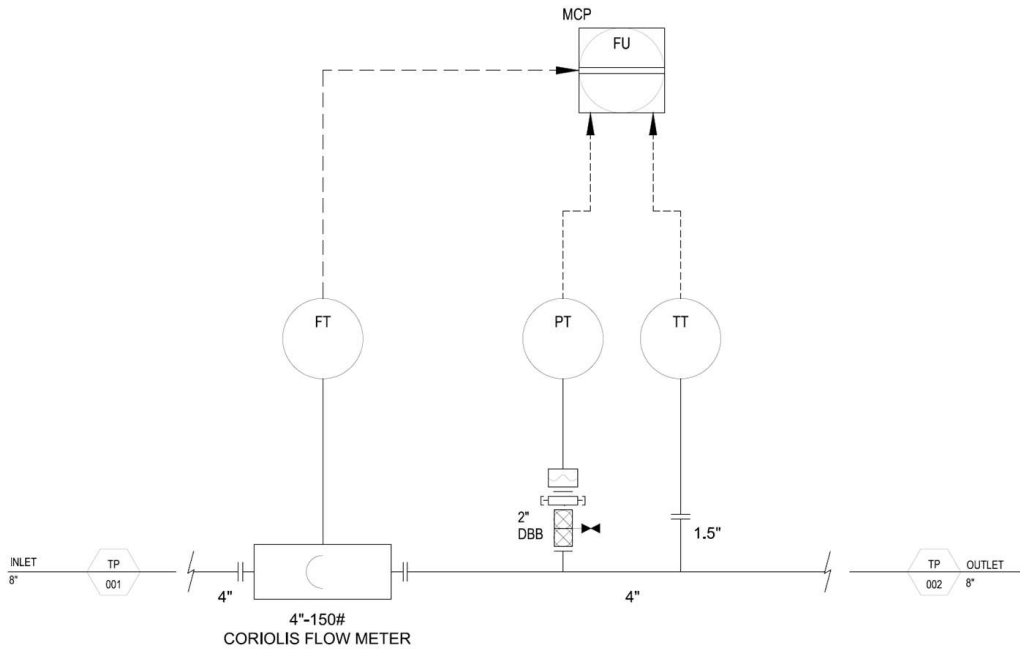 MCP
FU
FT
PT
TT
2"
DBB
1.5"
INLET
8"
TP
001
4"
4"-150#
CORIOLIS FLOW METER
4"
TP
002
OUTLET
8"